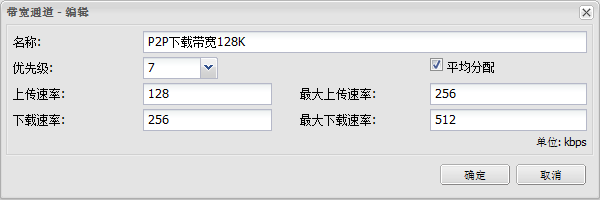 带宽通道 - 编辑
名称: P2P下载带宽128K
优先级: 7 平均分配
上传速率: 128 最大上传速率: 256
下载速率: 256 最大下载速率: 512
单位: kbps
确定 取消